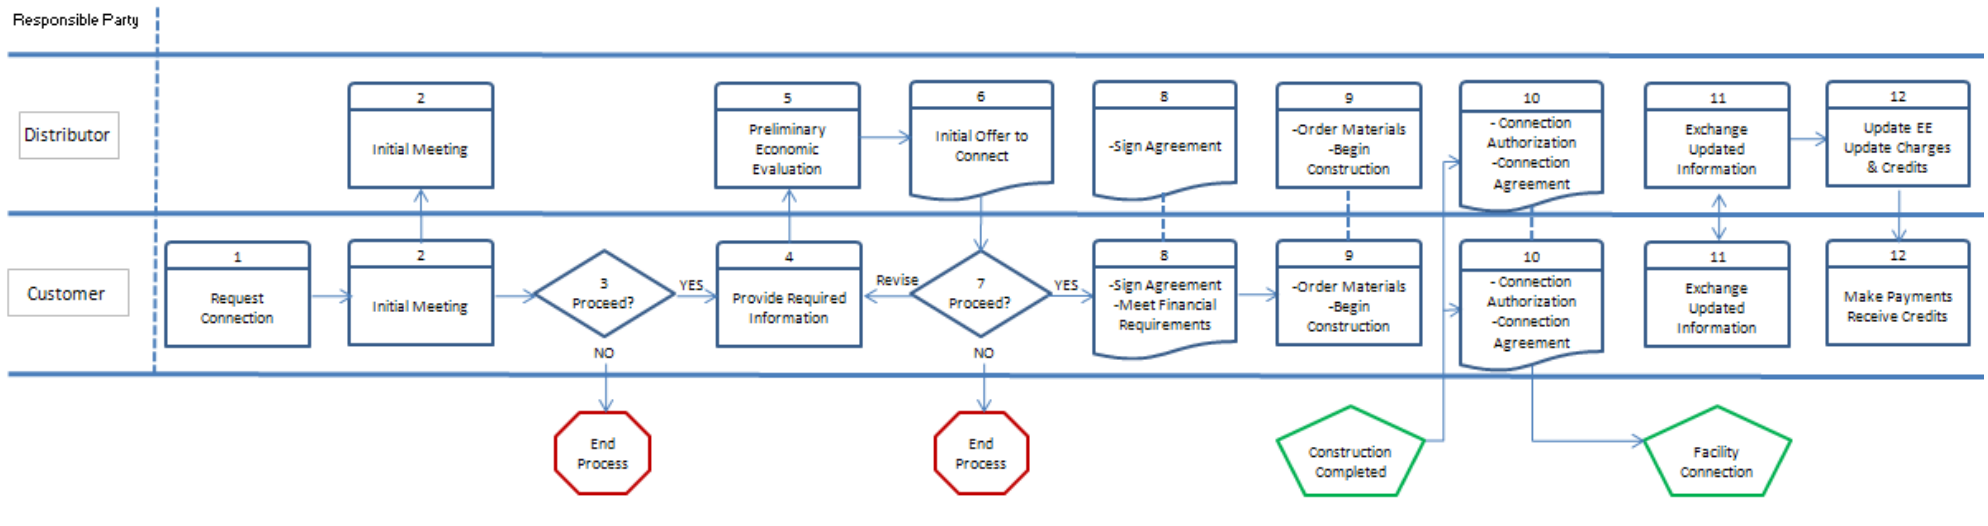 Responsible Party
Distributor
2
Initial Meeting
5
Preliminary
Economic
Evaluation
6
Initial Offer to
Connect
8
-Sign Agreement
9
-Order Materials
-Begin
Construction
10
- Connection
Authorization
-Connection
Agreement
11
Exchange
Updated
Information
12
Update EE
Update Charges
& Credits
Customer
1
Request
Connection
2
Initial Meeting
3
Proceed?
YES
NO
4
Provide Required
Information
Revise
7
Proceed?
YES
NO
8
-Sign Agreement
-Meet Financial
Requirements
9
-Order Materials
-Begin
Construction
10
- Connection
Authorization
-Connection
Agreement
11
Exchange
Updated
Information
12
Make Payments
Receive Credits
End
Process
End
Process
Construction
Completed
Facility
Connection